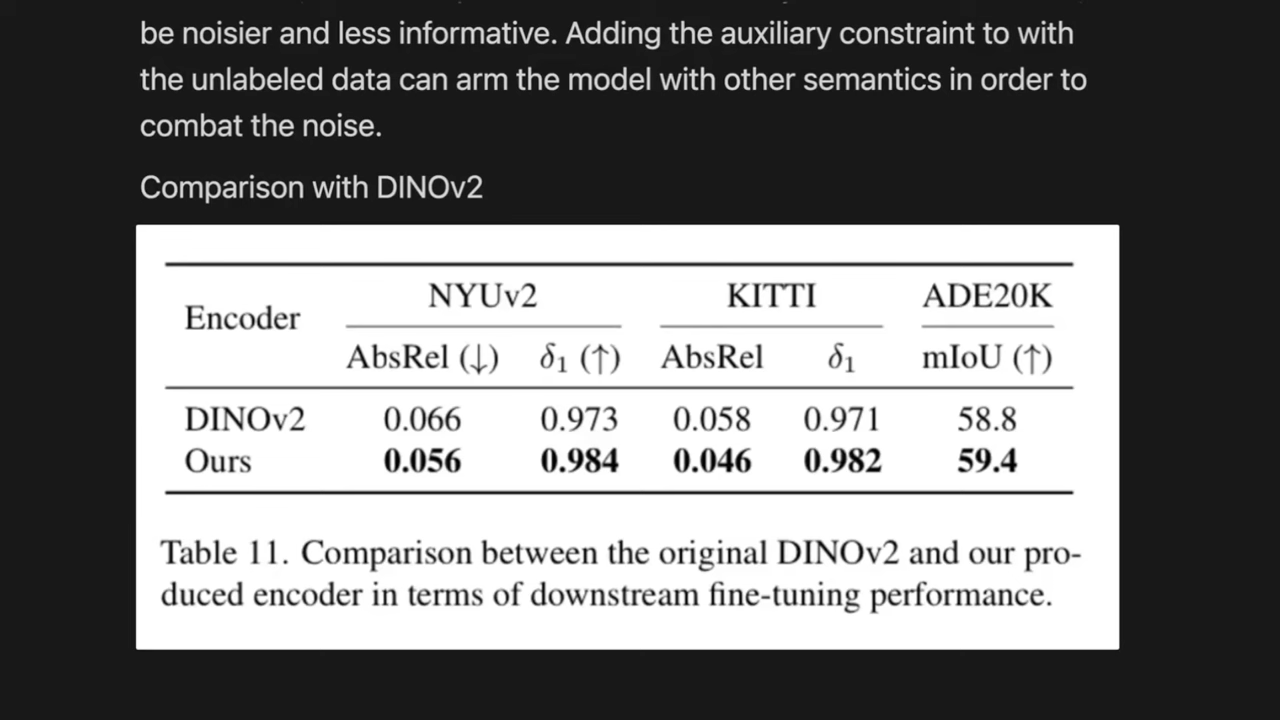 be noisier and less informative. Adding the auxiliary constraint to with
the unlabeled data can arm the model with other semantics in order to
combat the noise.
Comparison with DINOv2
Encoder NYUv2 KITTI ADE20K
AbsRel (↓) δ1 (↑) AbsRel δ1 mIoU (↑)
DINOv2 0.066 0.973 0.058 0.971 58.8
Ours 0.056 0.984 0.046 0.982 59.4
Table 11. Comparison between the original DINOv2 and our pro-
duced encoder in terms of downstream fine-tuning performance.